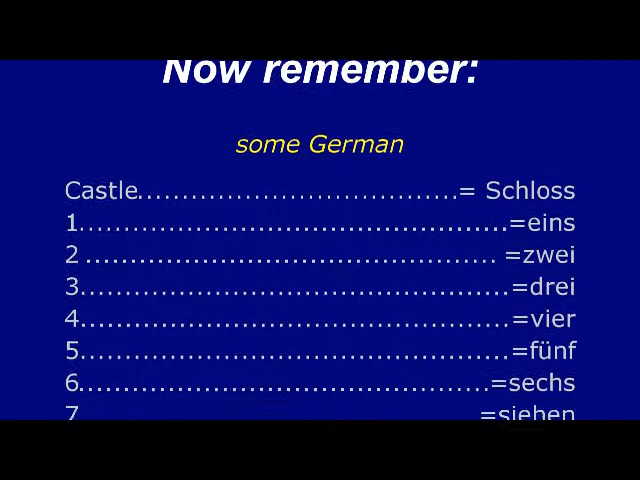 Now remember:
some German
Castle....................................= Schloss
1.................................................=eins
2 ............................................... =zwei
3.................................................=drei
4.................................................=vier
5.................................................=fünf
6...............................................=sechs
7 =sieben